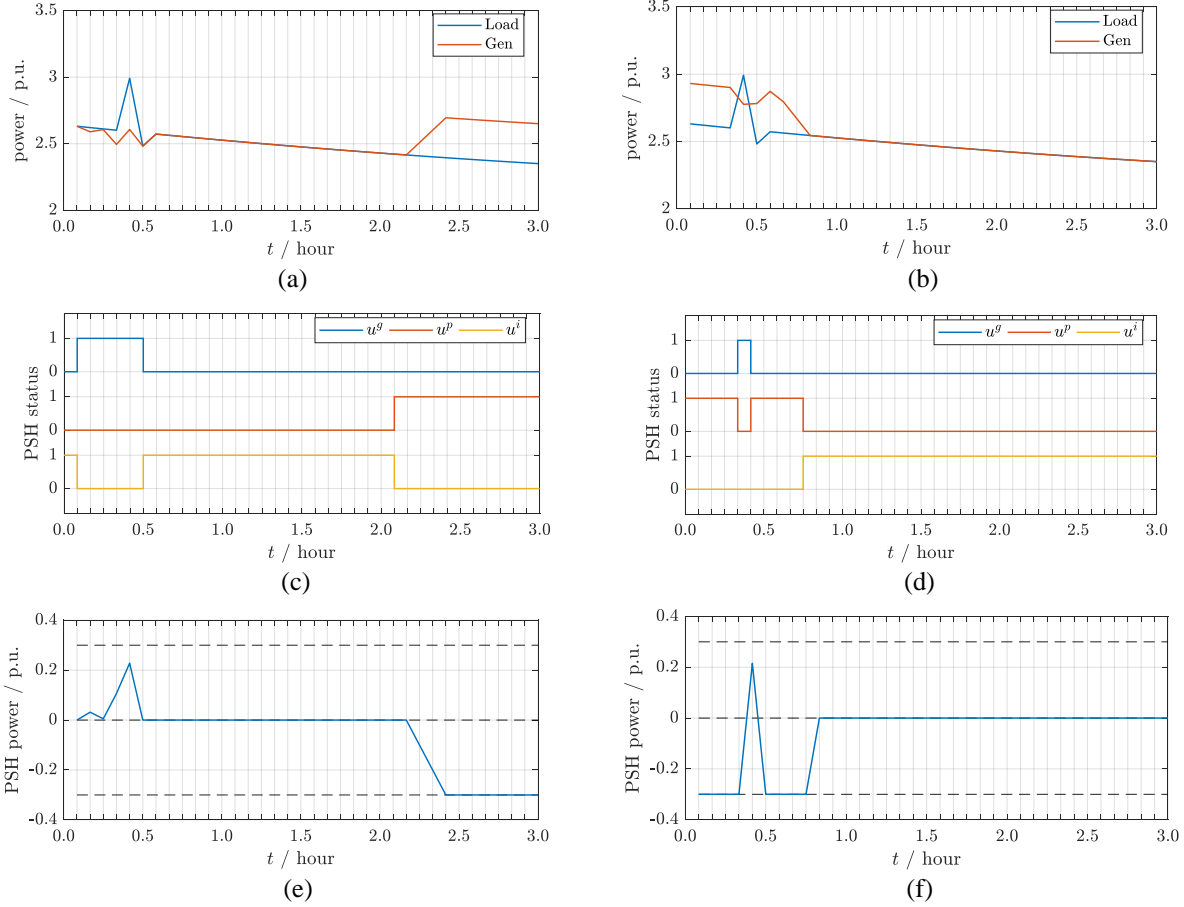 3.5
3
2.5
2
power / p.u.
Load
Gen
0.0 0.5 1.0 1.5 2.0 2.5 3.0
t / hour
(a)
3.5
3
2.5
2
power / p.u.
Load
Gen
0.0 0.5 1.0 1.5 2.0 2.5 3.0
t / hour
(b)
u^g u^p u^i
1
0
1
0
1
0
PSH status
0.0 0.5 1.0 1.5 2.0 2.5 3.0
t / hour
(c)
u^g u^p u^i
1
0
1
0
1
0
PSH status
0.0 0.5 1.0 1.5 2.0 2.5 3.0
t / hour
(d)
0.4
0.2
0
-0.2
-0.4
PSH power / p.u.
0.0 0.5 1.0 1.5 2.0 2.5 3.0
t / hour
(e)
0.4
0.2
0
-0.2
-0.4
PSH power / p.u.
0.0 0.5 1.0 1.5 2.0 2.5 3.0
t / hour
(f)